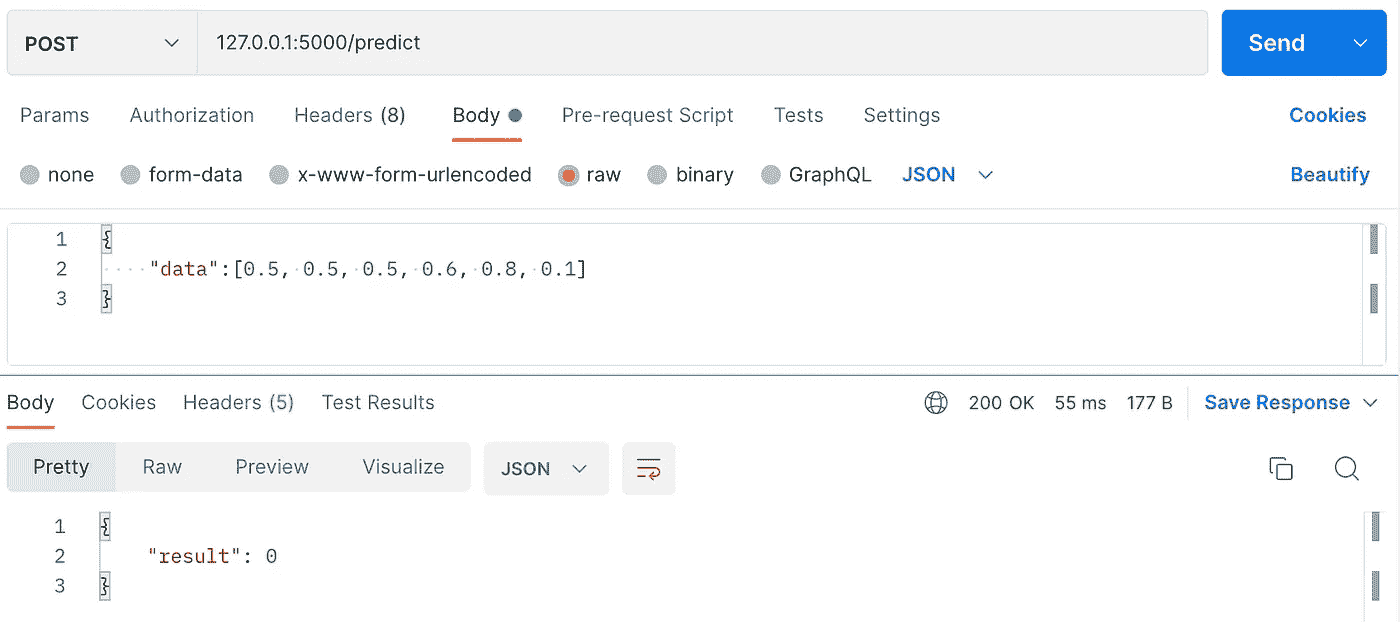 POST 127.0.0.1:5000/predict Send
Params Authorization Headers (8) Body Pre-request Script Tests Settings Cookies
none form-data x-www-form-urlencoded raw binary GraphQL JSON Beautify
1 {
2 "data":[0.5, 0.5, 0.5, 0.6, 0.8, 0.1]
3 }
Body Cookies Headers (5) Test Results 200 OK 55 ms 177 B Save Response
Pretty Raw Preview Visualize JSON
1 {
2 "result": 0
3 }